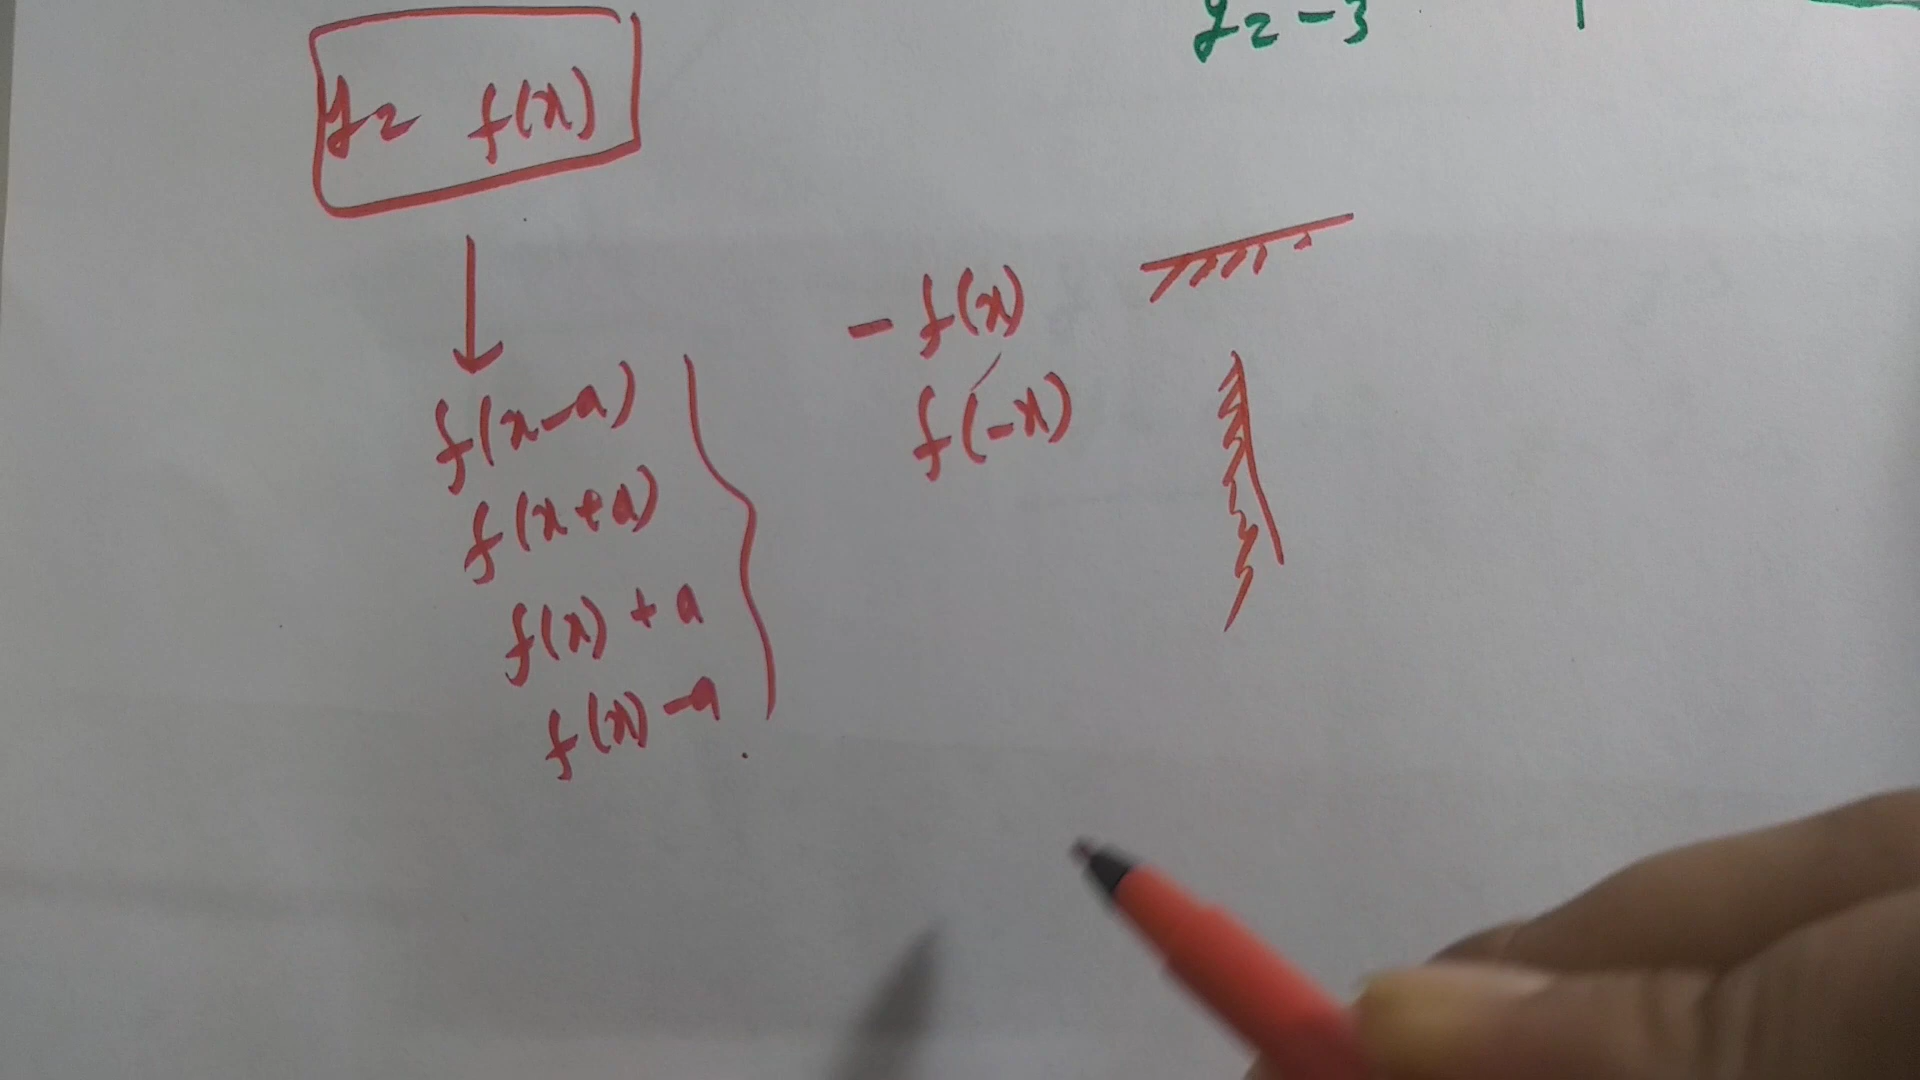 y = -3
y = f(x)
- f(x)
f(-x)
f(x-a)
f(x+a)
f(x) + a
f(x) - a